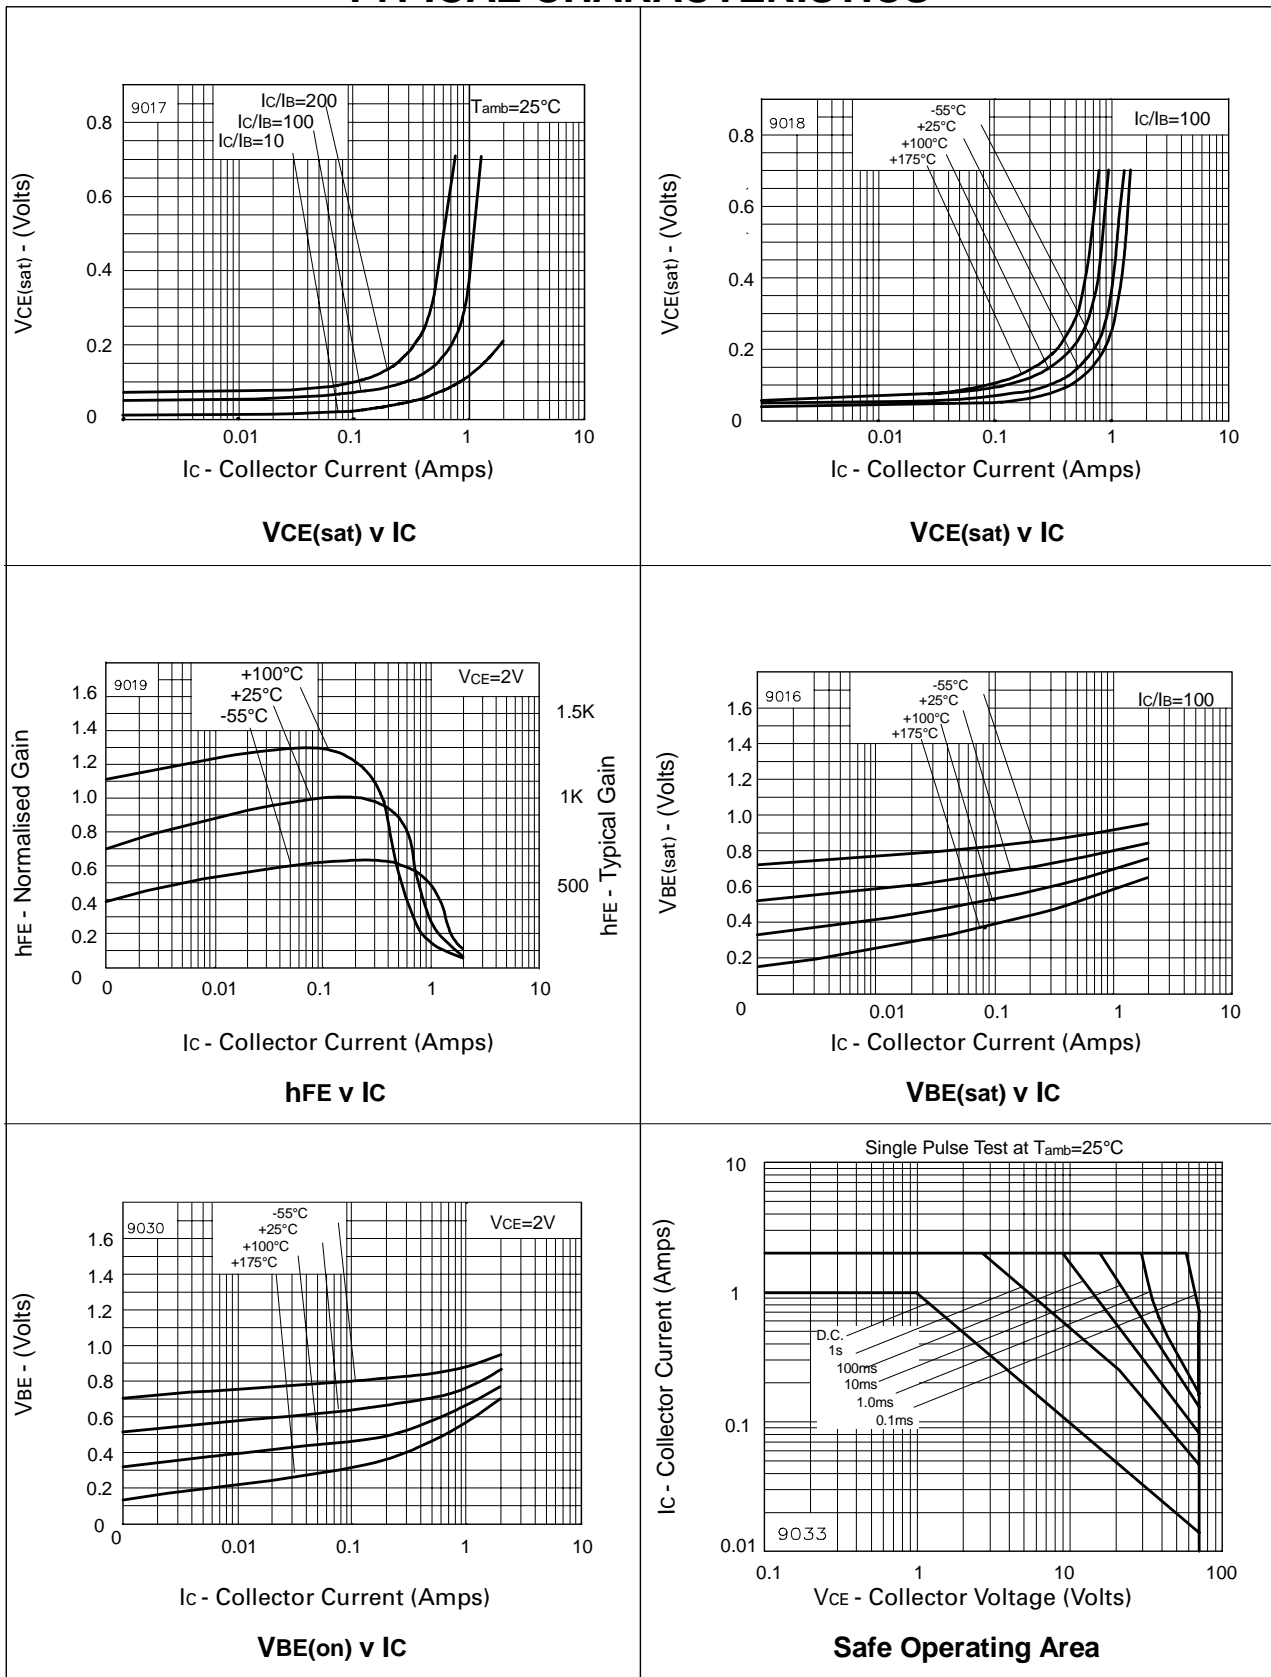 TYPICAL CHARACTERISTICS
9017
IC/IB=200
IC/IB=100
IC/IB=10
Tamb=25°C
VCE(sat) - (Volts)
0.8
0.6
0.4
0.2
0
0.01
0.1
1
10
IC - Collector Current (Amps)
VCE(sat) v IC
9018
-55°C
+25°C
+100°C
+175°C
IC/IB=100
VCE(sat) - (Volts)
0.8
0.6
0.4
0.2
0
0.01
0.1
1
10
IC - Collector Current (Amps)
VCE(sat) v IC
9019
+100°C
+25°C
-55°C
VCE=2V
hFE - Normalised Gain
1.6
1.4
1.2
1.0
0.8
0.6
0.4
0.2
0
1.5K
1K
500
hFE - Typical Gain
0
0.01
0.1
1
10
IC - Collector Current (Amps)
hFE v IC
9016
-55°C
+25°C
+100°C
+175°C
IC/IB=100
VBE(sat) - (Volts)
1.6
1.4
1.2
1.0
0.8
0.6
0.4
0.2
0
0.01
0.1
1
10
IC - Collector Current (Amps)
VBE(sat) v IC
9030
-55°C
+25°C
+100°C
+175°C
VCE=2V
VBE - (Volts)
1.6
1.4
1.2
1.0
0.8
0.6
0.4
0.2
0
0
0.01
0.1
1
10
IC - Collector Current (Amps)
VBE(on) v IC
Single Pulse Test at Tamb=25°C
IC - Collector Current (Amps)
10
1
0.1
0.01
D.C.
1s
100ms
10ms
1.0ms
0.1ms
9033
0.1
1
10
100
VCE - Collector Voltage (Volts)
Safe Operating Area